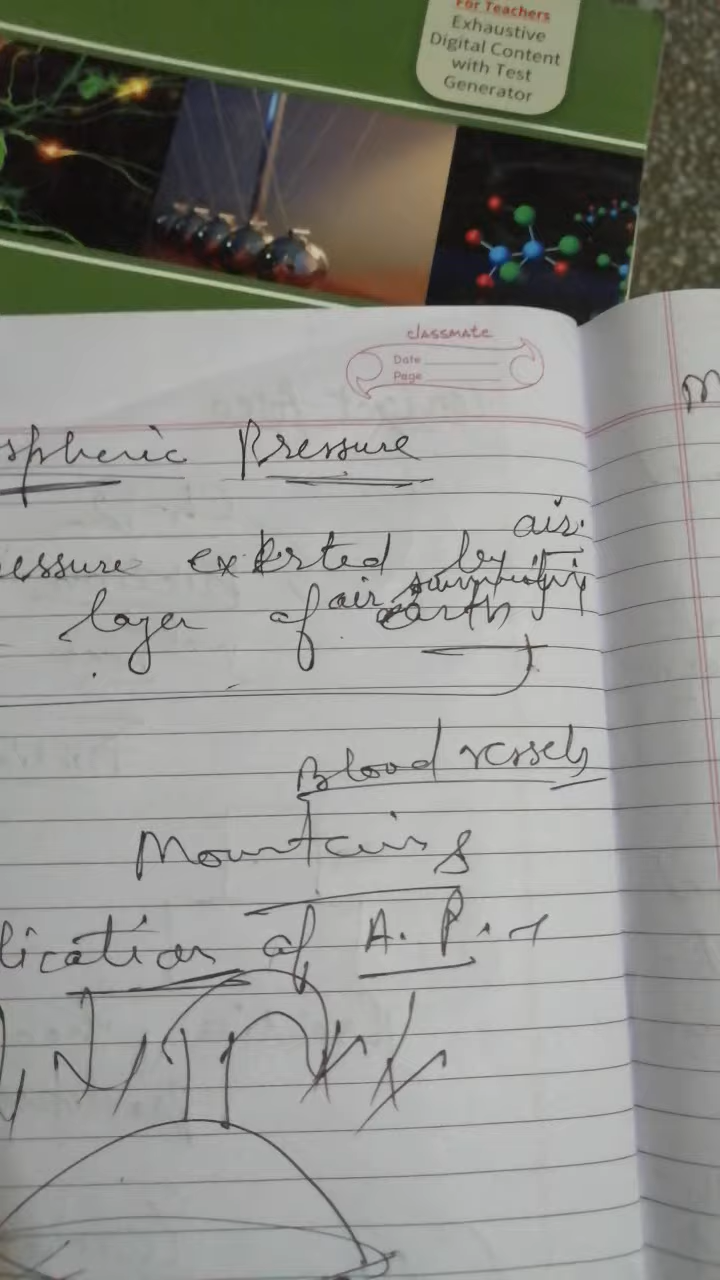 For Teachers
Exhaustive
Digital Content
with Test
Generator
classmate
Date
Page
spheric Pressure
air.
essure exerted by
layer of air earth
Blood vessels
Mountains
lication of A.P.